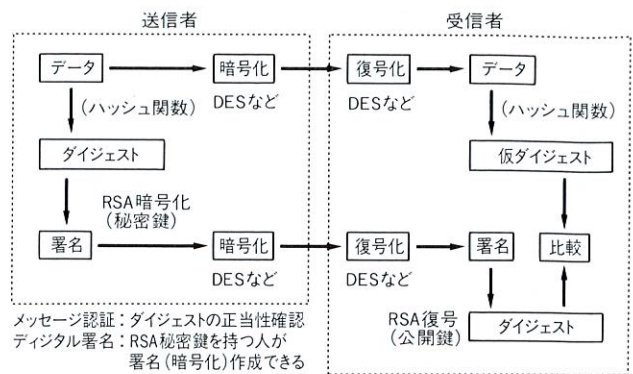 送信者
受信者
データ
暗号化
復号化
データ
(ハッシュ関数)
DESなど
DESなど
(ハッシュ関数)
ダイジェスト
仮ダイジェスト
RSA暗号化
(秘密鍵)
署名
暗号化
復号化
署名
比較
DESなど
DESなど
RSA復号
(公開鍵)
ダイジェスト
メッセージ認証:ダイジェストの正当性確認
ディジタル署名:RSA秘密鍵を持つ人が
署名(暗号化)作成できる